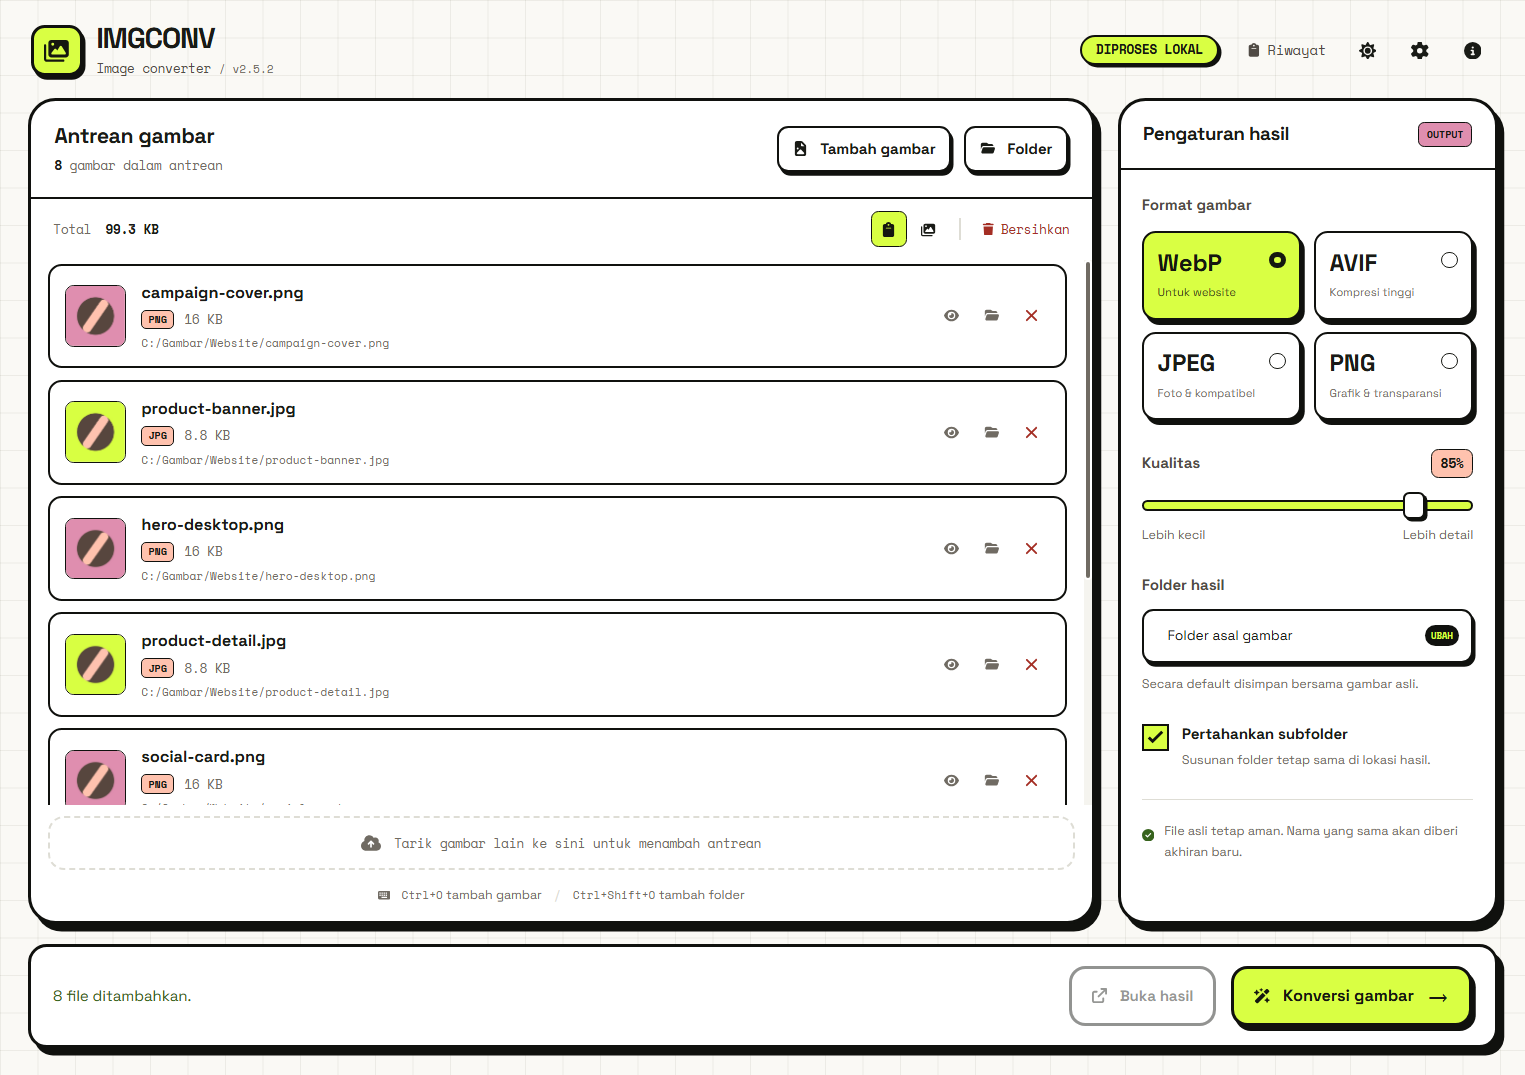 IMGCONV
Image converter / v2.5.2
DIPROSES LOKAL
Riwayat
Antrean gambar
8 gambar dalam antrean
Tambah gambar
Folder
Total 99.3 KB
Bersihkan
campaign-cover.png
PNG 16 KB
C:/Gambar/Website/campaign-cover.png
product-banner.jpg
JPG 8.8 KB
C:/Gambar/Website/product-banner.jpg
hero-desktop.png
PNG 16 KB
C:/Gambar/Website/hero-desktop.png
product-detail.jpg
JPG 8.8 KB
C:/Gambar/Website/product-detail.jpg
social-card.png
PNG 16 KB
Tarik gambar lain ke sini untuk menambah antrean
Ctrl+O tambah gambar / Ctrl+Shift+O tambah folder
Pengaturan hasil
OUTPUT
Format gambar
WebP
Untuk website
AVIF
Kompresi tinggi
JPEG
Foto & kompatibel
PNG
Grafik & transparansi
Kualitas
85%
Lebih kecil
Lebih detail
Folder hasil
Folder asal gambar
UBAH
Secara default disimpan bersama gambar asli.
Pertahankan subfolder
Susunan folder tetap sama di lokasi hasil.
File asli tetap aman. Nama yang sama akan diberi
akhiran baru.
8 file ditambahkan.
Buka hasil
Konversi gambar →